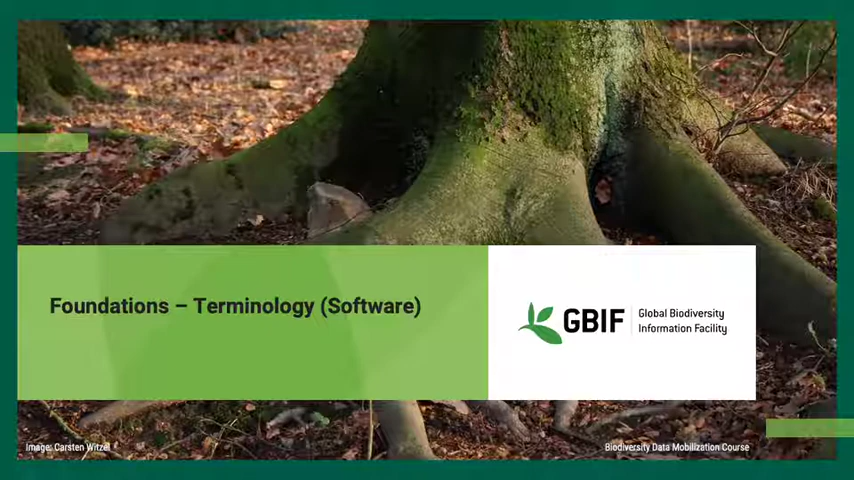 Foundations – Terminology (Software)
GBIF
Global Biodiversity
Information Facility
Image: Carsten Witzel
Biodiversity Data Mobilization Course